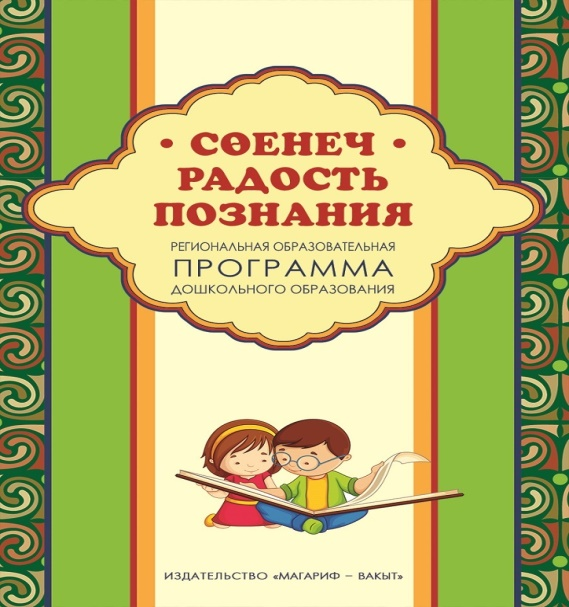 • СӨЕНЕЧ •
РАДОСТЬ
ПОЗНАНИЯ
РЕГИОНАЛЬНАЯ ОБРАЗОВАТЕЛЬНАЯ
ПРОГРАММА
ДОШКОЛЬНОГО ОБРАЗОВАНИЯ
ИЗДАТЕЛЬСТВО «МАГАРИФ – ВАКЫТ»